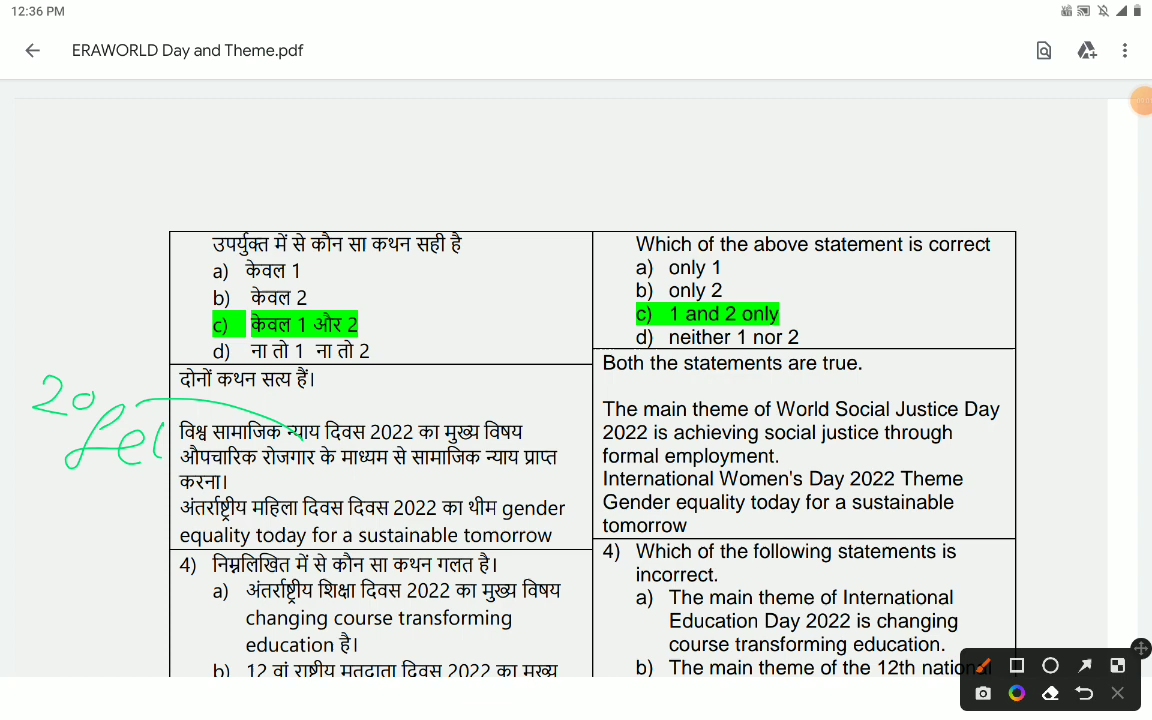 12:36 PM
ERAWORLD Day and Theme.pdf
उपर्युक्त में से कौन सा कथन सही है
a) केवल 1
b) केवल 2
c) केवल 1 और 2
d) ना तो 1 ना तो 2
दोनों कथन सत्य हैं।
विश्व सामाजिक न्याय दिवस 2022 का मुख्य विषय
औपचारिक रोजगार के माध्यम से सामाजिक न्याय प्राप्त
करना।
अंतर्राष्ट्रीय महिला दिवस दिवस 2022 का थीम gender
equality today for a sustainable tomorrow
4) निम्नलिखित में से कौन सा कथन गलत है।
a) अंतर्राष्ट्रीय शिक्षा दिवस 2022 का मुख्य विषय
changing course transforming
education है।
b) 12 वां राष्ट्रीय मतदाता दिवस 2022 का मुख्य
Which of the above statement is correct
a) only 1
b) only 2
c) 1 and 2 only
d) neither 1 nor 2
Both the statements are true.
The main theme of World Social Justice Day
2022 is achieving social justice through
formal employment.
International Women's Day 2022 Theme
Gender equality today for a sustainable
tomorrow
4) Which of the following statements is
incorrect.
a) The main theme of International
Education Day 2022 is changing
course transforming education.
b) The main theme of the 12th national
20